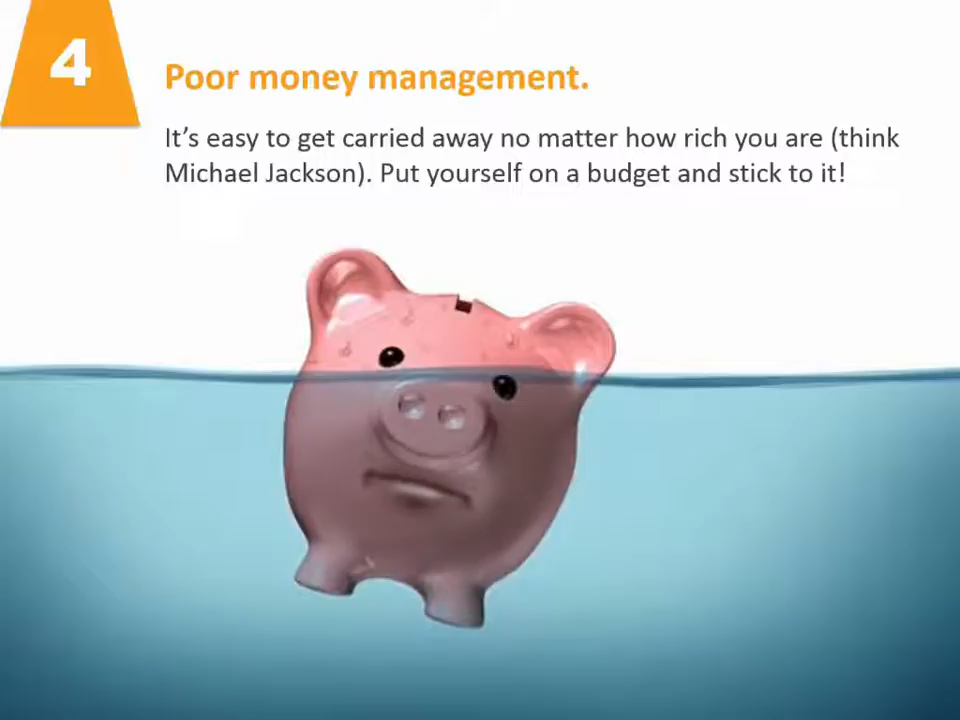 4
Poor money management.
It’s easy to get carried away no matter how rich you are (think
Michael Jackson). Put yourself on a budget and stick to it!